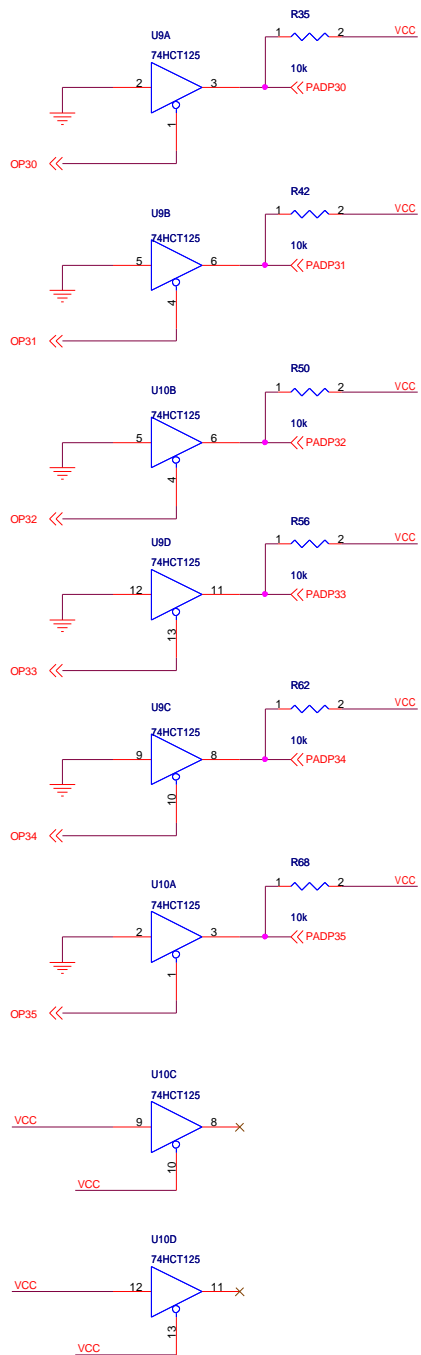 R35
U9A
1 2 VCC
74HCT125
10k
2 3 PADP30
1
OP30
R42
U9B
1 2 VCC
74HCT125
10k
5 6 PADP31
4
OP31
R50
U10B
1 2 VCC
74HCT125
10k
5 6 PADP32
4
OP32
R56
U9D
1 2 VCC
74HCT125
10k
12 11 PADP33
13
OP33
R62
U9C
1 2 VCC
74HCT125
10k
9 8 PADP34
10
OP34
R68
U10A
1 2 VCC
74HCT125
10k
2 3 PADP35
1
OP35
U10C
74HCT125
VCC 9 8
10
VCC
U10D
74HCT125
VCC 12 11
13
VCC